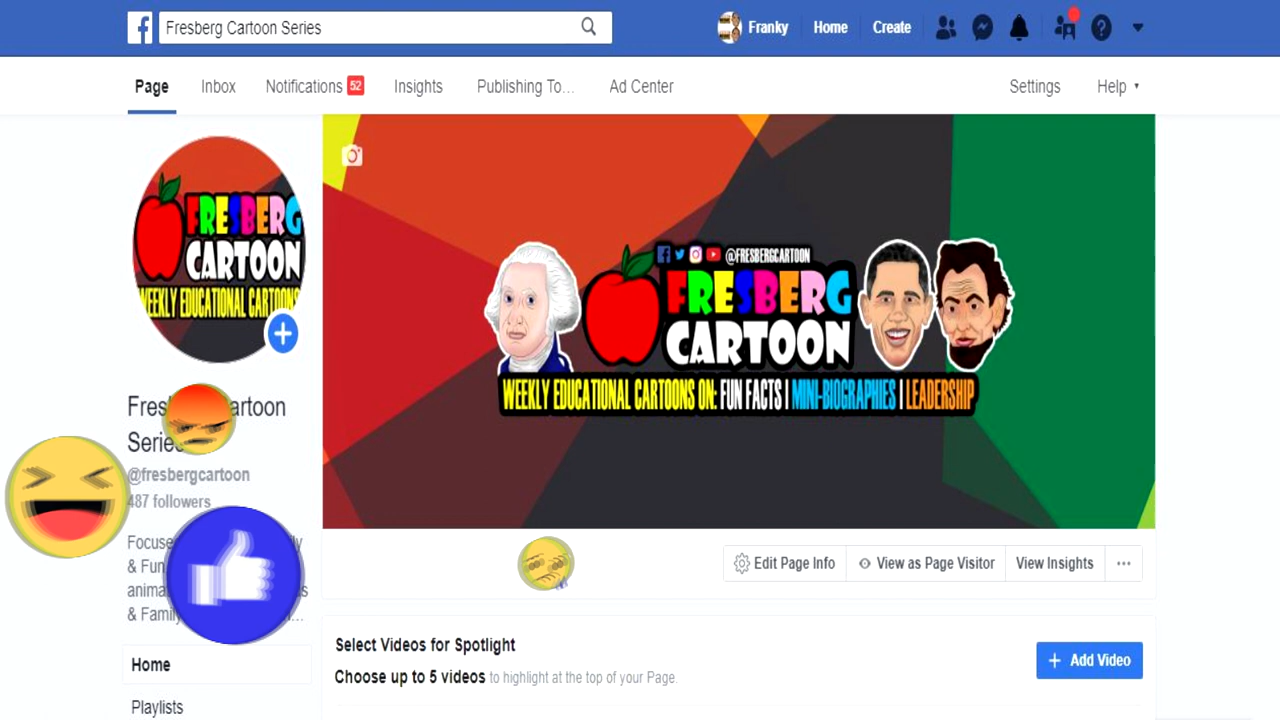 Fresberg Cartoon Series
Franky
Home
Create
Page
Inbox
Notifications 52
Insights
Publishing To...
Ad Center
Settings
Help
FRESBERG
CARTOON
WEEKLY EDUCATIONAL CARTOONS
@FRESBERGCARTOON
FRESBERG
CARTOON
WEEKLY EDUCATIONAL CARTOONS ON: FUN FACTS | MINI-BIOGRAPHIES | LEADERSHIP
Series
@fresbergcartoon
487 followers
& Fun
& Family
Edit Page Info
View as Page Visitor
View Insights
Select Videos for Spotlight
Choose up to 5 videos to highlight at the top of your Page.
+ Add Video
Home
Playlists